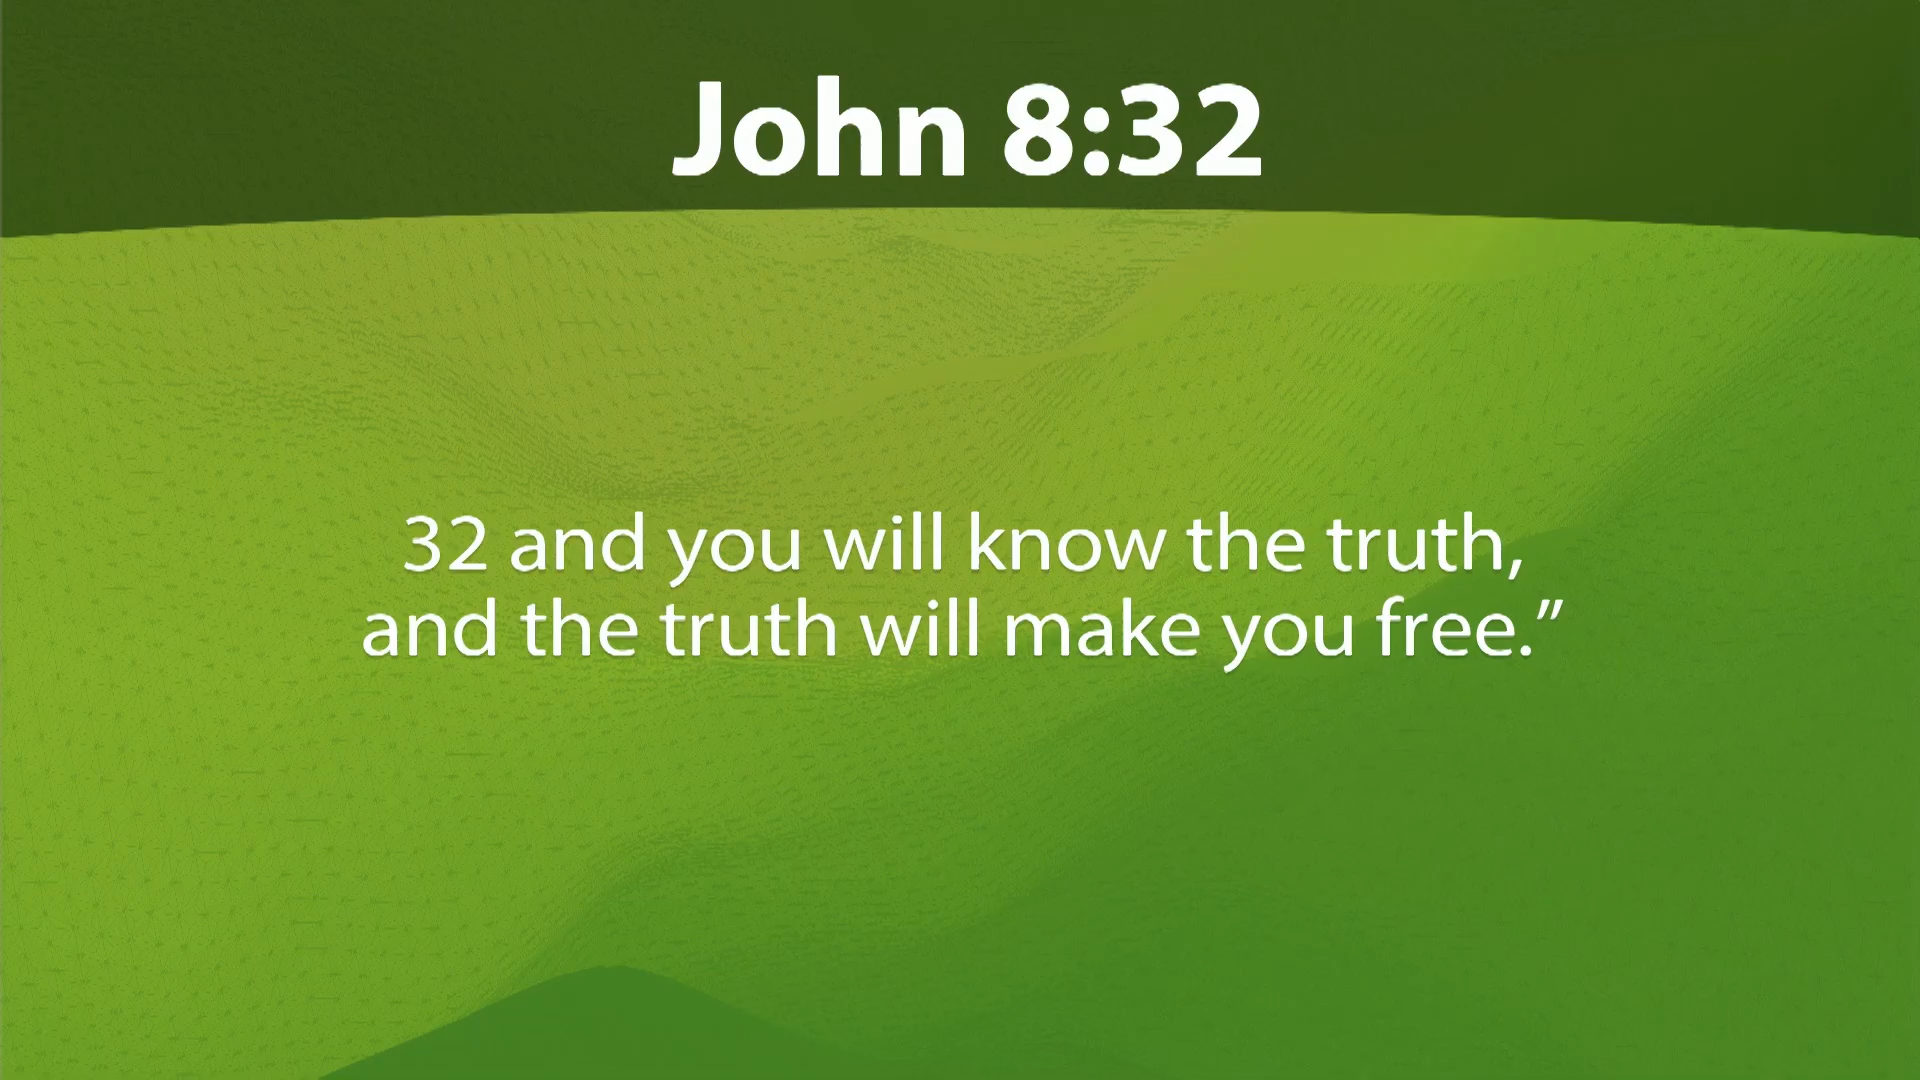 John 8:32
32 and you will know the truth,
and the truth will make you free.”